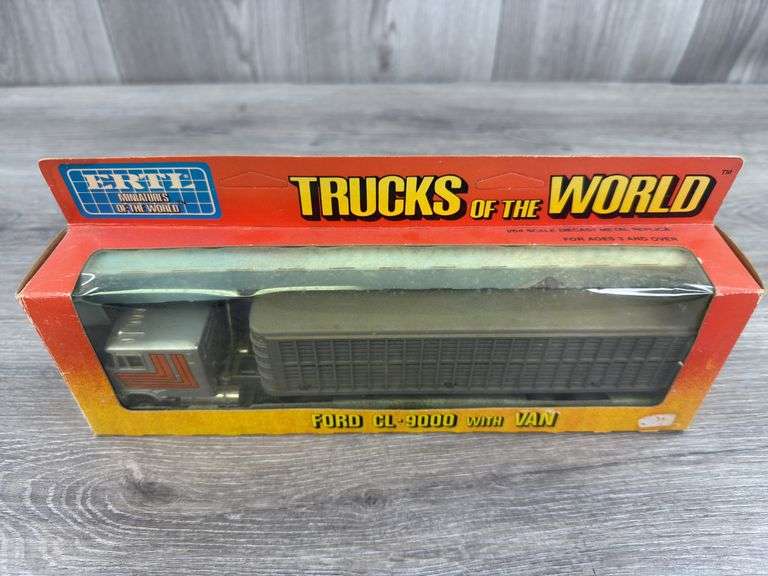 ERTL
MINIATURES
OF THE WORLD
TRUCKS OF THE WORLD TM
1/64 SCALE DIECAST METAL REPLICA
FOR AGES 3 AND OVER
FORD CL-9000 WITH VAN